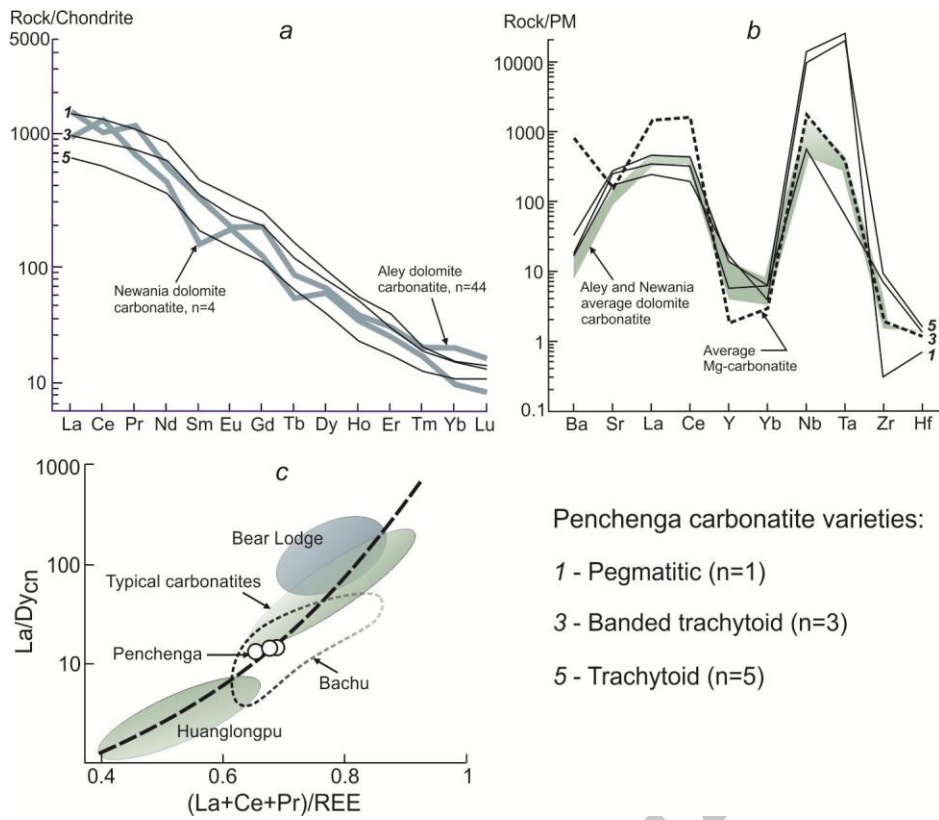 Rock/Chondrite
a
5000
1000
100
10
1
3
5
Newania dolomite
carbonatite, n=4
Aley dolomite
carbonatite, n=44
La Ce Pr Nd Sm Eu Gd Tb Dy Ho Er Tm Yb Lu
Rock/PM
b
10000
1000
100
10
1
0.1
Aley and Newania
average dolomite
carbonatite
Average
Mg-carbonatite
5
3
1
Ba Sr La Ce Y Yb Nb Ta Zr Hf
c
1000
100
10
La/Dycn
Bear Lodge
Typical carbonatites
Penchenga
Bachu
Huanglongpu
0.4 0.6 0.8 1
(La+Ce+Pr)/REE
Penchenga carbonatite varieties:
1 - Pegmatitic (n=1)
3 - Banded trachytoid (n=3)
5 - Trachytoid (n=5)